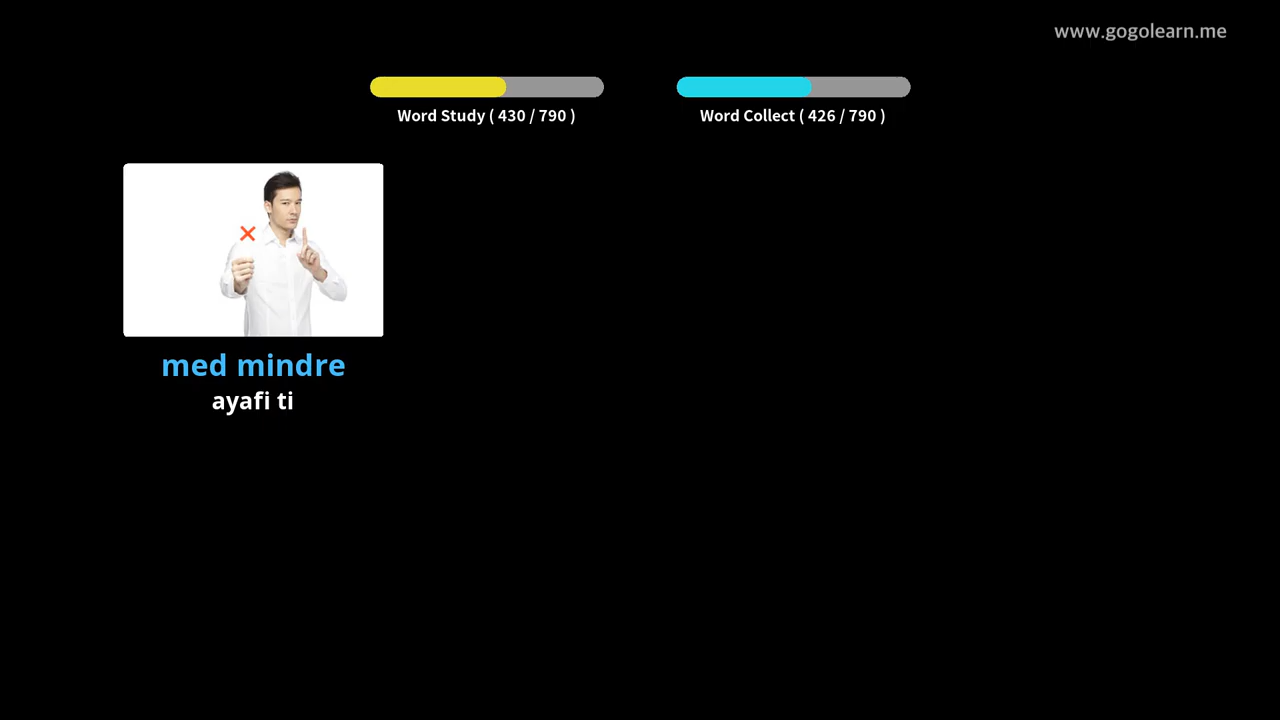 www.gogolearn.me
Word Study ( 430 / 790 )
Word Collect ( 426 / 790 )
med mindre
ayafi ti